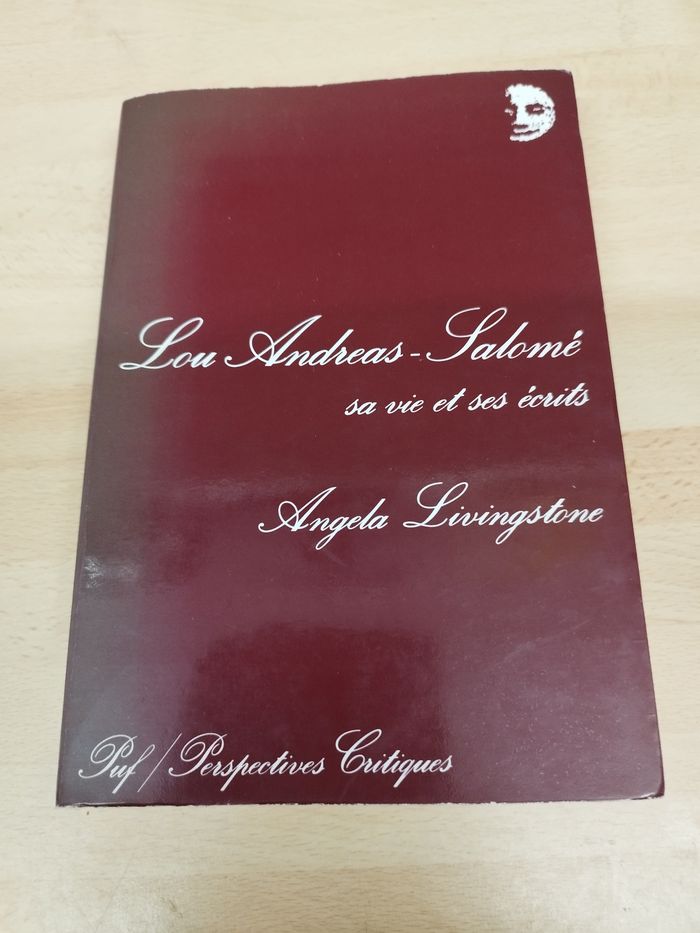 Lou Andreas-Salomé
sa vie et ses écrits
Angela Livingstone
Puf / Perspectives Critiques